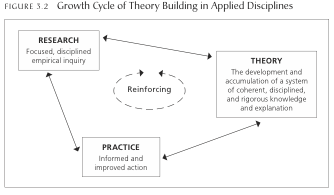 FIGURE 3.2 Growth Cycle of Theory Building in Applied Disciplines
RESEARCH
Focused, disciplined
empirical inquiry
THEORY
The development and
accumulation of a system
of coherent, disciplined,
and rigorous knowledge
and explanation
Reinforcing
PRACTICE
Informed and
improved action